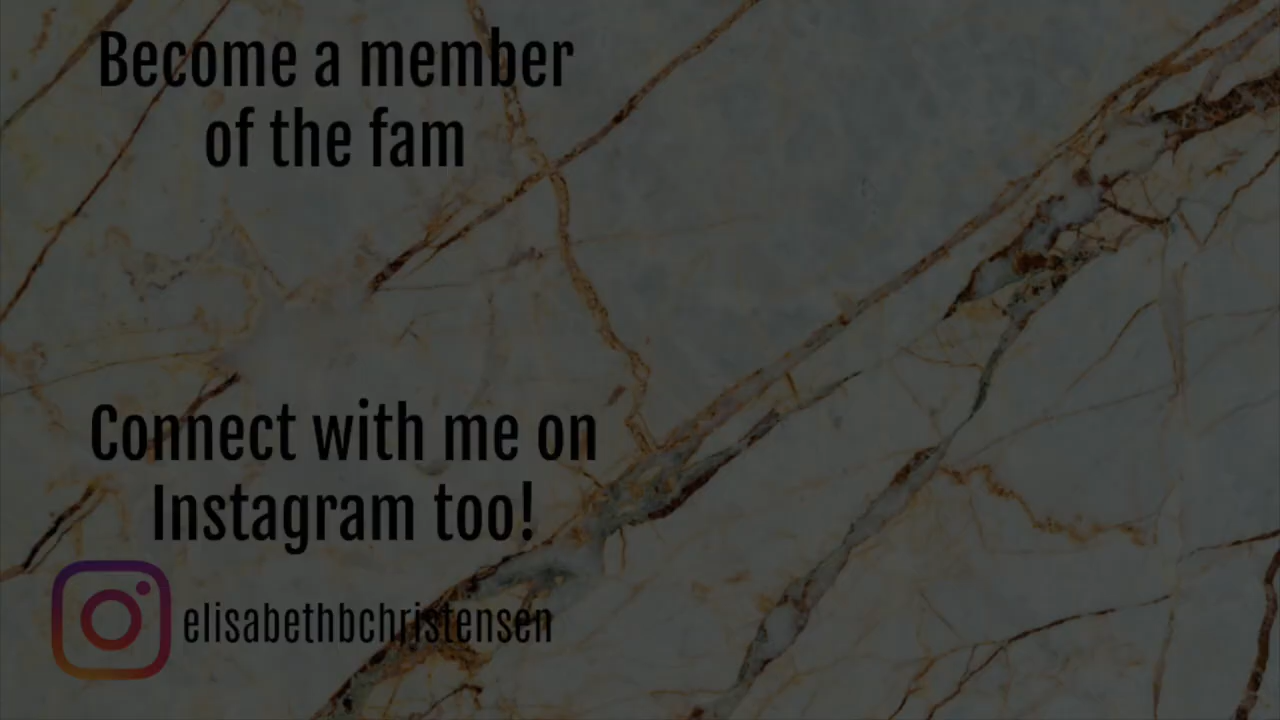 Become a member
of the fam
Connect with me on
Instagram too!
elisabethbchristensen